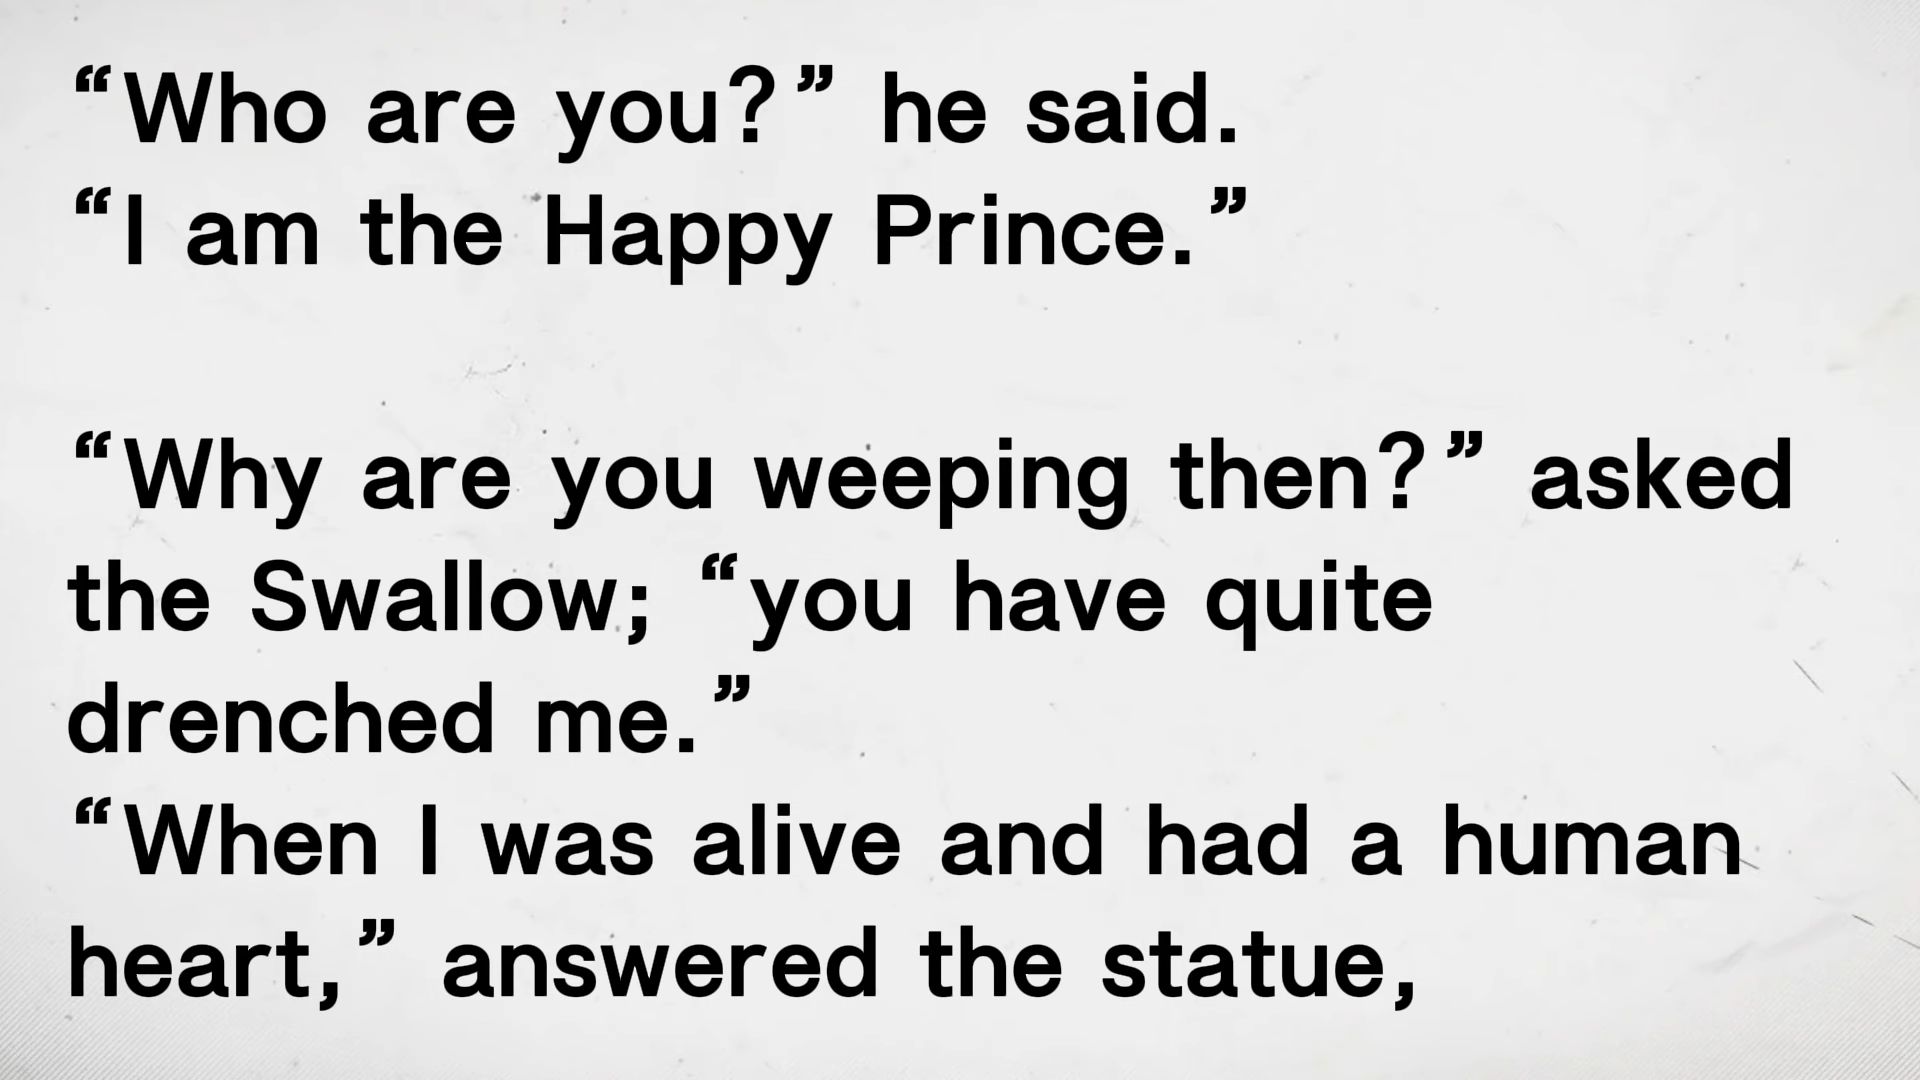 “Who are you?” he said.
“I am the Happy Prince.”
“Why are you weeping then?” asked
the Swallow; “you have quite
drenched me.”
“When I was alive and had a human
heart,” answered the statue,